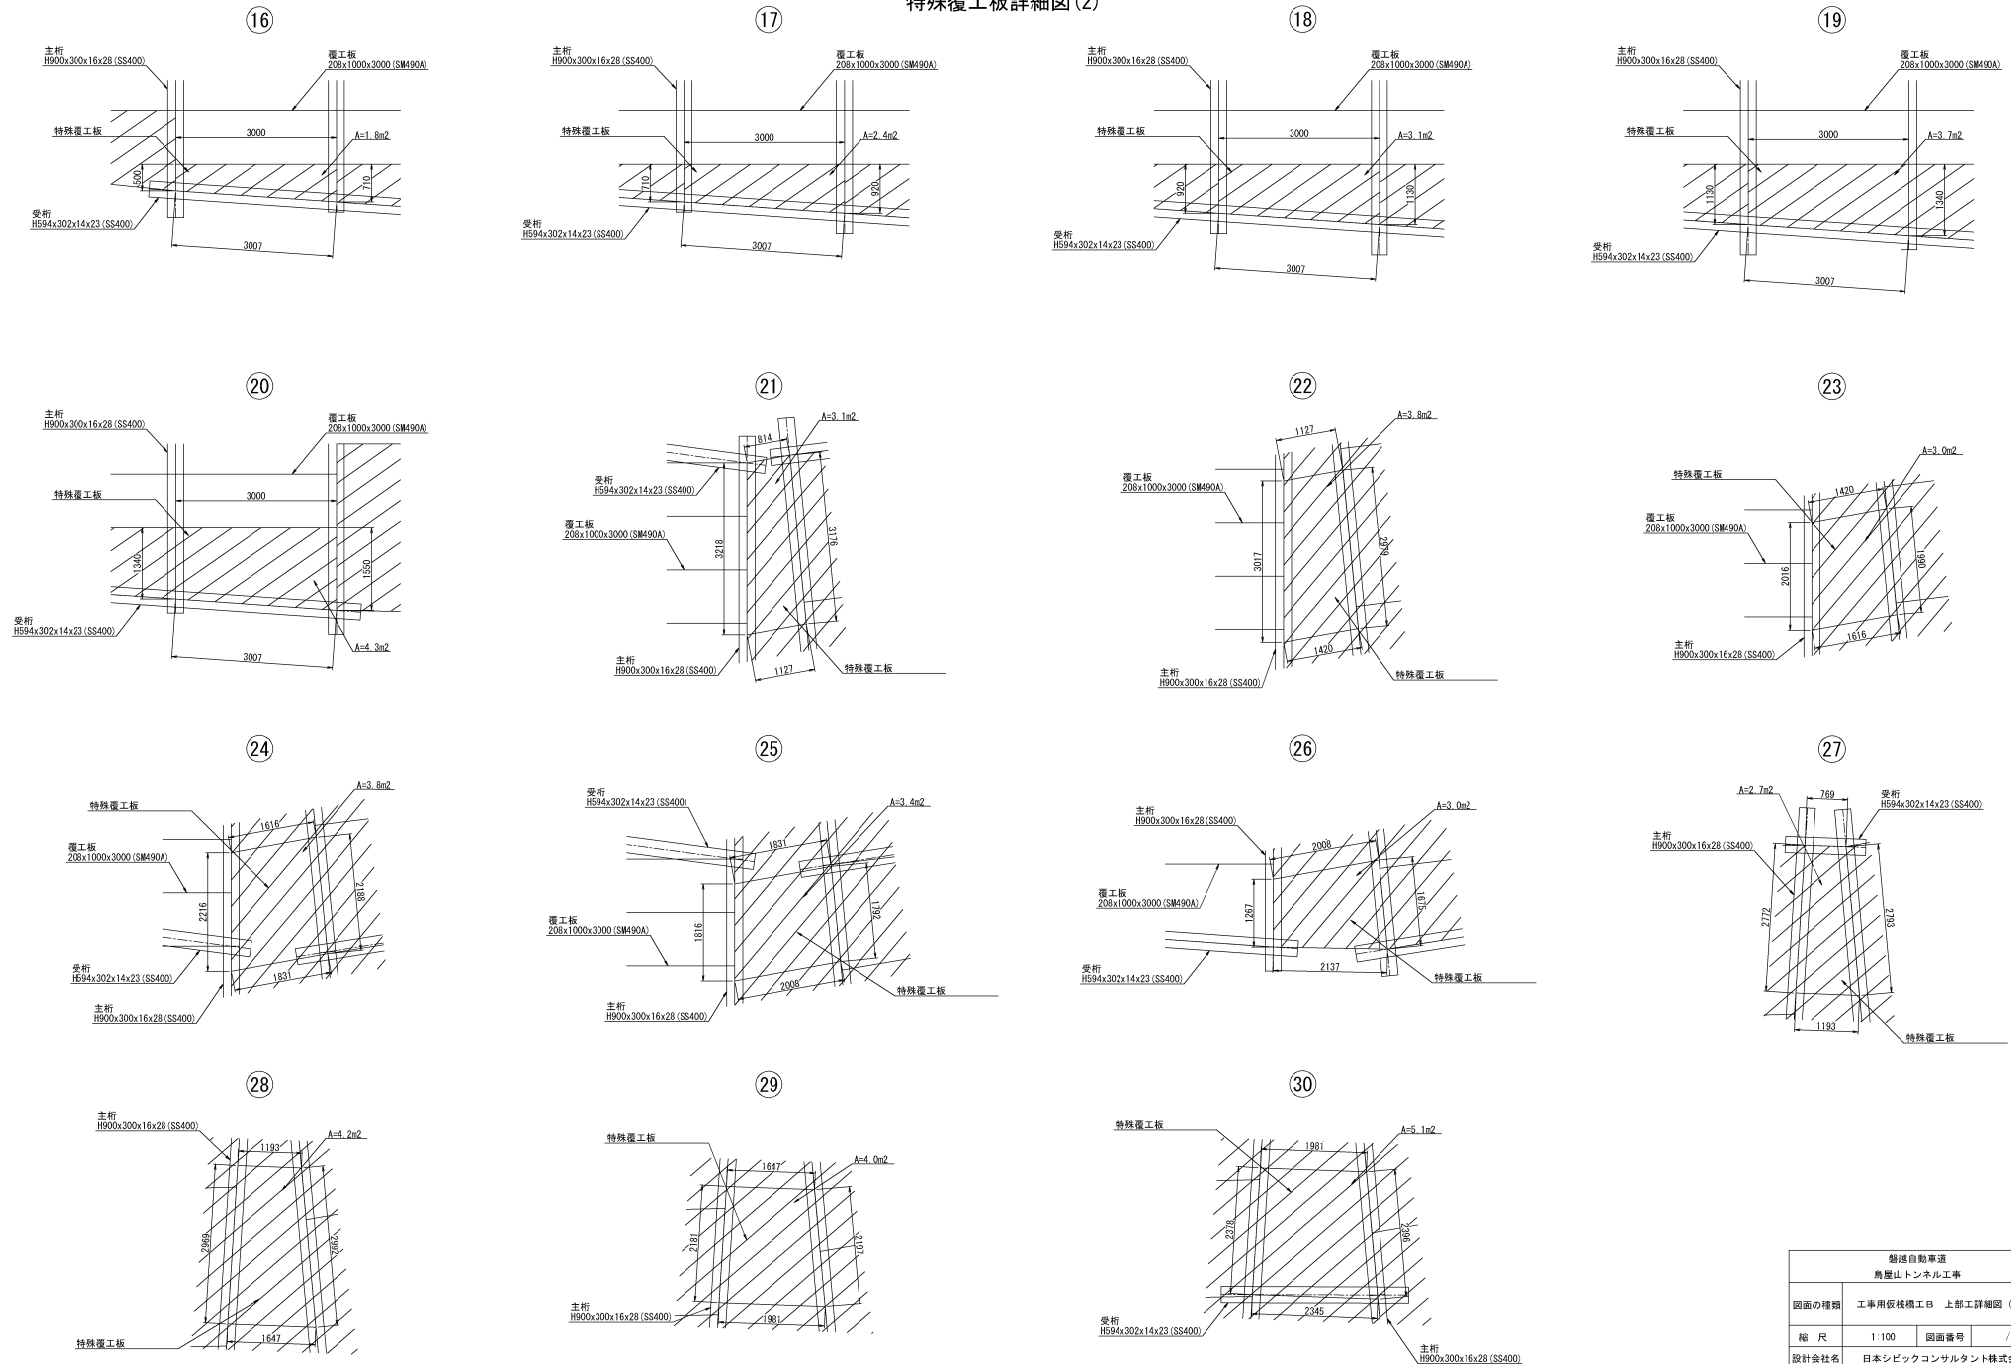 特殊覆工板詳細図(2)
16
主桁
H900x300x16x28(SS400)
覆工板
208x1000x3000(SM490A)
特殊覆工板
3000
A=1.8m2
500
710
受桁
H594x302x14x23(SS400)
3007
17
主桁
H900x300x16x28(SS400)
覆工板
208x1000x3000(SM490A)
特殊覆工板
3000
A=2.4m2
710
920
受桁
H594x302x14x23(SS400)
3007
18
主桁
H900x300x16x28(SS400)
覆工板
208x1000x3000(SM490A)
特殊覆工板
3000
A=3.1m2
920
1130
受桁
H594x302x14x23(SS400)
3007
19
主桁
H900x300x16x28(SS400)
覆工板
208x1000x3000(SM490A)
特殊覆工板
3000
A=3.7m2
1130
1340
受桁
H594x302x14x23(SS400)
3007
20
主桁
H900x300x16x28(SS400)
覆工板
208x1000x3000(SM490A)
特殊覆工板
3000
1340
1550
受桁
H594x302x14x23(SS400)
A=4.3m2
3007
21
A=3.1m2
814
受桁
H594x302x14x23(SS400)
覆工板
208x1000x3000(SM490A)
3218
3176
主桁
H900x300x16x28(SS400)
1127
特殊覆工板
22
A=3.8m2
1127
覆工板
208x1000x3000(SM490A)
3017
主桁
H900x300x16x28(SS400)
1420
特殊覆工板
23
A=3.0m2
特殊覆工板
1420
覆工板
208x1000x3000(SM490A)
2016
1990
主桁
H900x300x16x28(SS400)
1616
24
A=3.8m2
特殊覆工板
1616
覆工板
208x1000x3000(SM490A)
2216
2188
受桁
H594x302x14x23(SS400)
1831
主桁
H900x300x16x28(SS400)
25
受桁
H594x302x14x23(SS400)
A=3.4m2
1831
覆工板
208x1000x3000(SM490A)
1816
1792
2008
特殊覆工板
主桁
H900x300x16x28(SS400)
26
主桁
H900x300x16x28(SS400)
A=3.0m2
2008
覆工板
208x1000x3000(SM490A)
1267
1675
受桁
H594x302x14x23(SS400)
2137
特殊覆工板
27
A=2.7m2
769
受桁
H594x302x14x23(SS400)
主桁
H900x300x16x28(SS400)
2772
2793
1193
特殊覆工板
28
主桁
H900x300x16x28(SS400)
1193
A=4.2m2
2969
2992
特殊覆工板
1647
29
特殊覆工板
1647
A=4.0m2
2181
2197
主桁
H900x300x16x28(SS400)
1981
30
特殊覆工板
1981
A=5.1m2
2378
2396
受桁
H594x302x14x23(SS400)
2345
主桁
H900x300x16x28(SS400)
磐越自動車道
鳥屋山トンネル工事
図面の種類 工事用仮桟橋工B 上部工詳細図(
縮 尺 1:100 図面番号 /
設計会社名 日本シビックコンサルタント株式